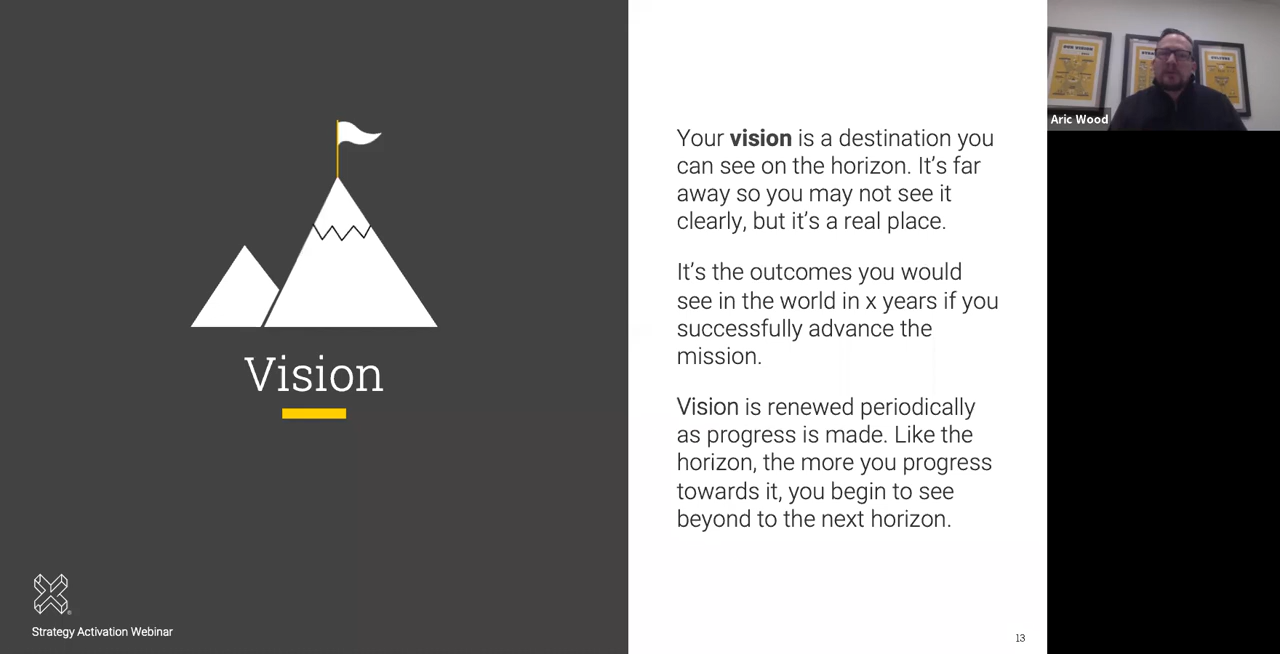 Vision
Strategy Activation Webinar
Your vision is a destination you
can see on the horizon. It's far
away so you may not see it
clearly, but it's a real place.
It's the outcomes you would
see in the world in x years if you
successfully advance the
mission.
Vision is renewed periodically
as progress is made. Like the
horizon, the more you progress
towards it, you begin to see
beyond to the next horizon.
13
OUR VISION
CULTURE
Aric Wood